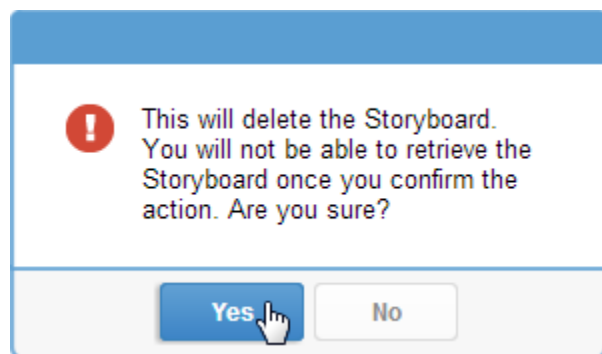 This will delete the Storyboard.
You will not be able to retrieve the
Storyboard once you confirm the
action. Are you sure?
Yes
No